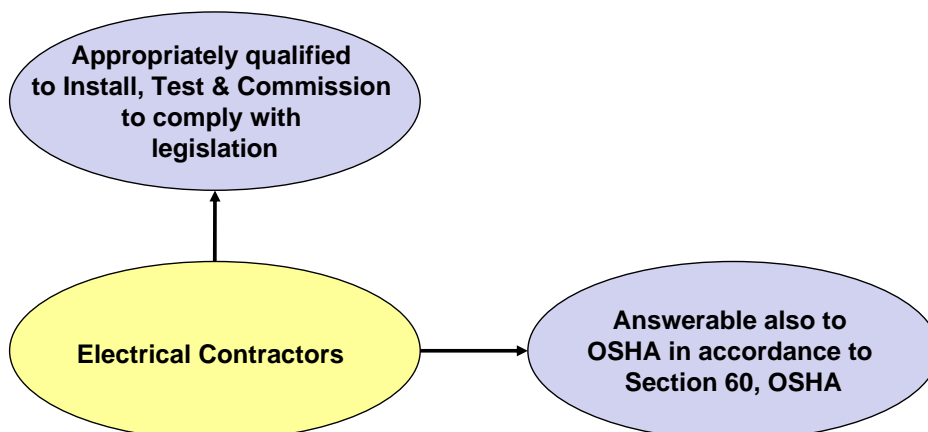 Appropriately qualified
to Install, Test & Commission
to comply with
legislation
Electrical Contractors
Answerable also to
OSHA in accordance to
Section 60, OSHA